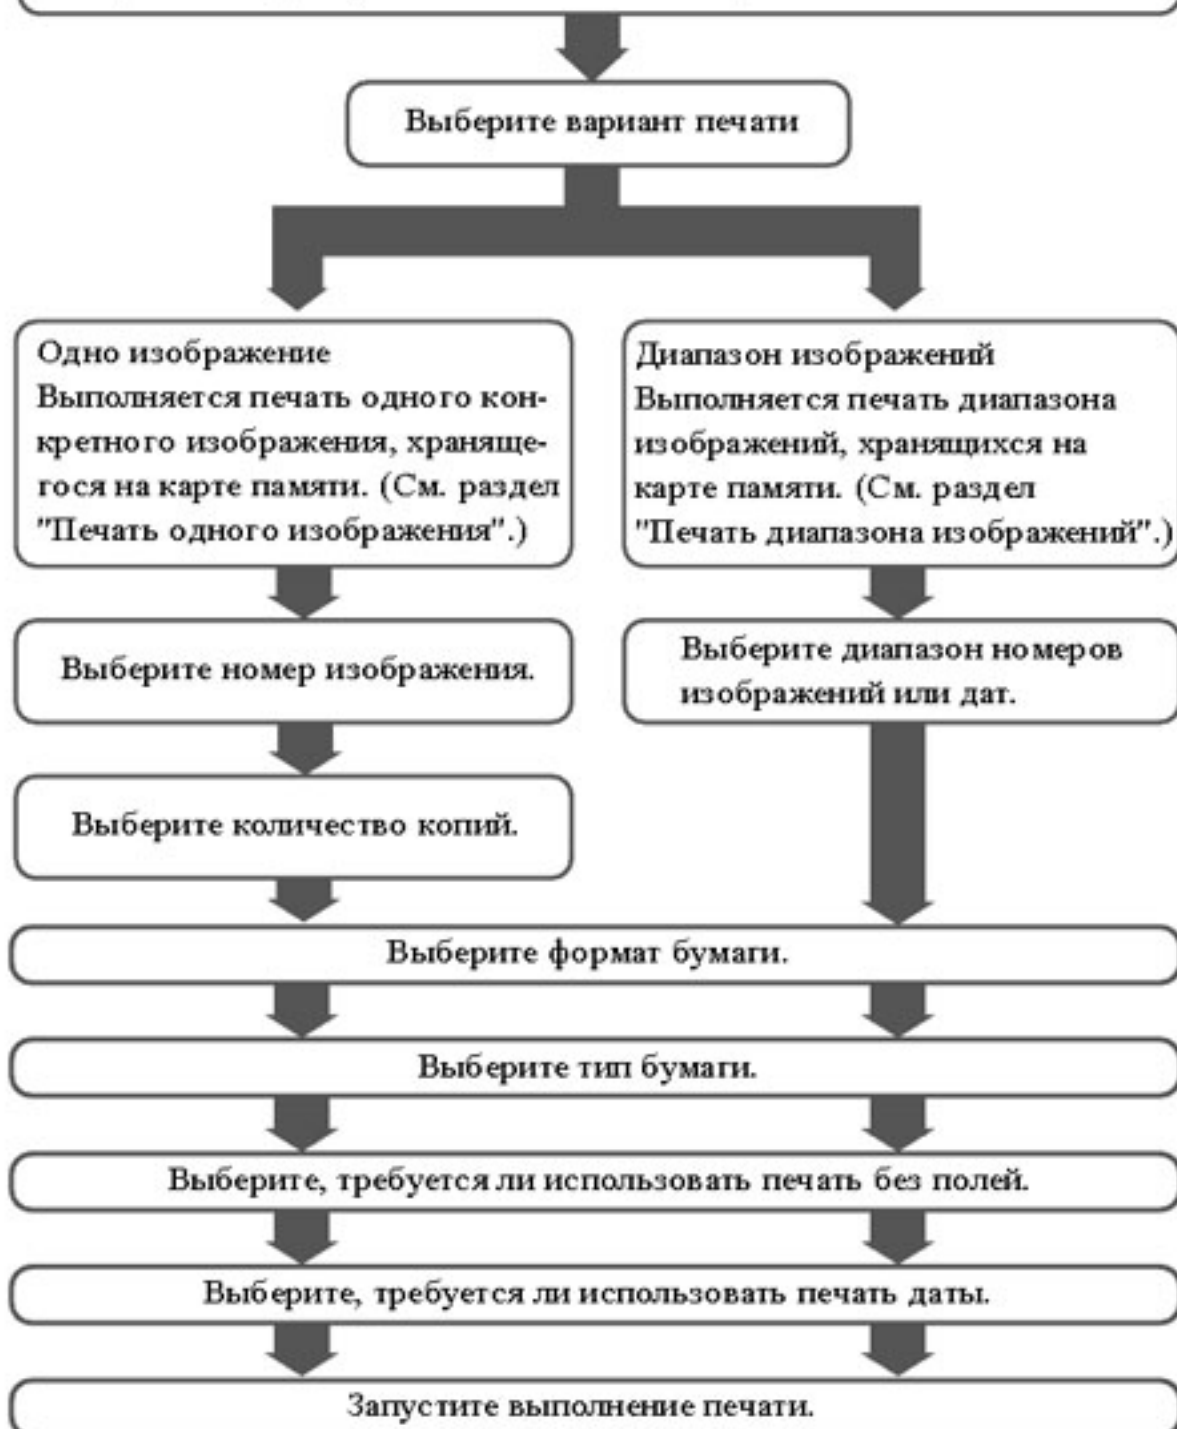 Выберите вариант печати
Одно изображение
Выполняется печать одного кон-
кретного изображения, храняще-
гося на карте памяти. (См. раздел
"Печать одного изображения".)
Диапазон изображений
Выполняется печать диапазона
изображений, хранящихся на
карте памяти. (См. раздел
"Печать диапазона изображений".)
Выберите номер изображения.
Выберите диапазон номеров
изображений или дат.
Выберите количество копий.
Выберите формат бумаги.
Выберите тип бумаги.
Выберите, требуется ли использовать печать без полей.
Выберите, требуется ли использовать печать даты.
Запустите выполнение печати.